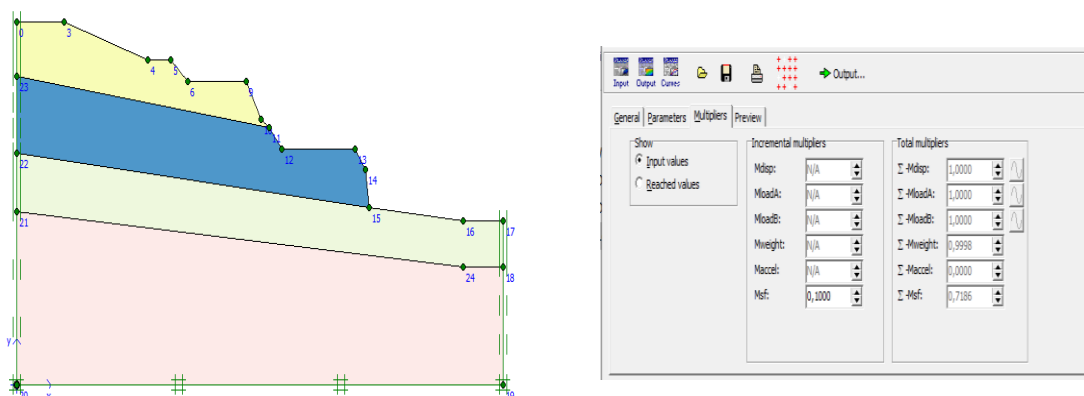 0
3
4
5
6
9
23
10
11
12
13
14
22
15
16
17
21
24
18
y
x
20
19
Input Output Curves Output...
General Parameters Multipliers Preview
Show
Input values
Reached values
Incremental multipliers
Mdisp: N/A
MloadA: N/A
MloadB: N/A
Mweight: N/A
Maccel: N/A
Msf: 0,1000
Total multipliers
Σ -Mdisp: 1,0000
Σ -MloadA: 1,0000
Σ -MloadB: 1,0000
Σ -Mweight: 0,9998
Σ -Maccel: 0,0000
Σ -Msf: 0,7186